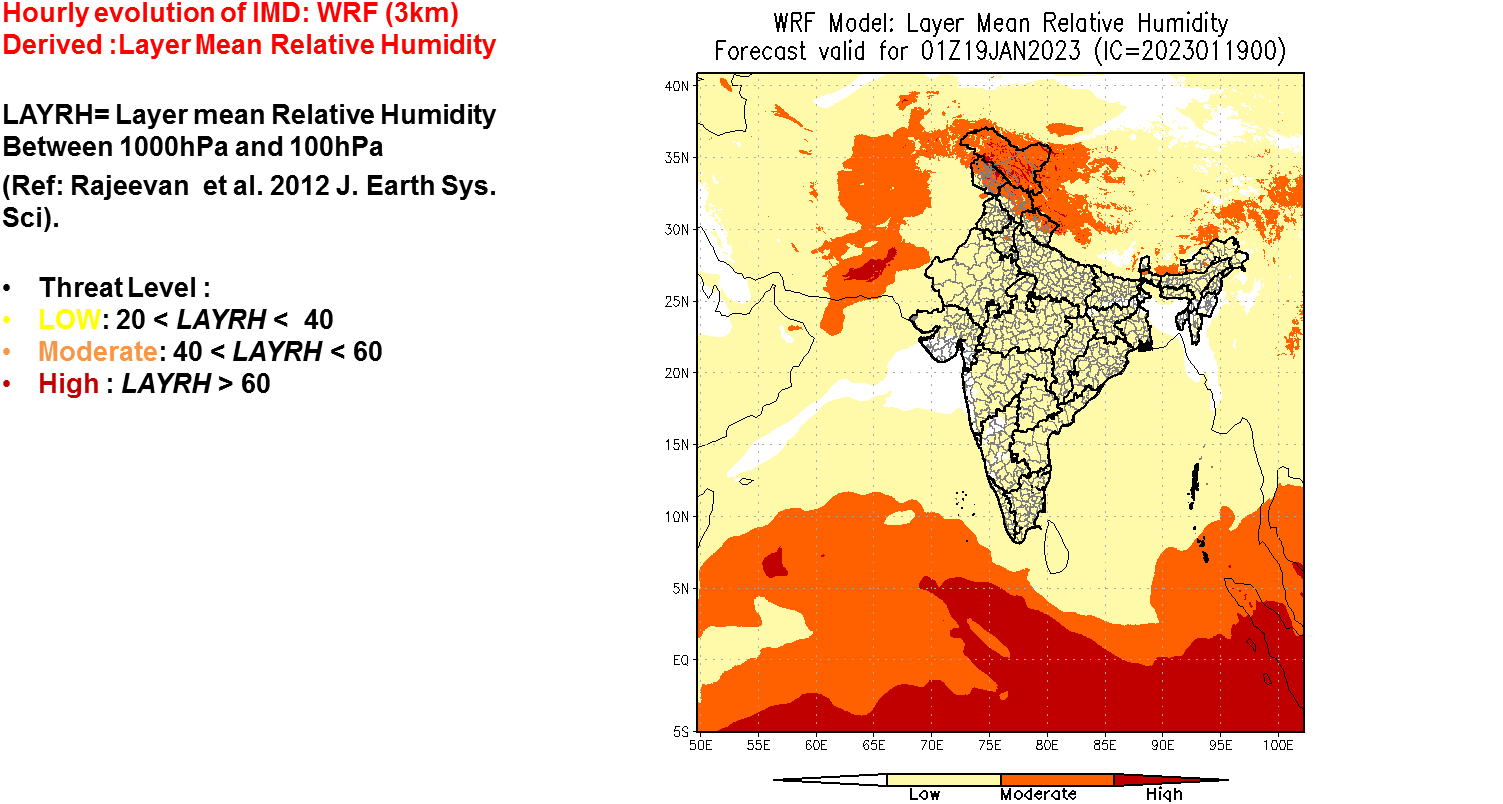 Hourly evolution of IMD: WRF (3km)
Derived :Layer Mean Relative Humidity
LAYRH= Layer mean Relative Humidity
Between 1000hPa and 100hPa
(Ref: Rajeevan et al. 2012 J. Earth Sys.
Sci).
• Threat Level :
• LOW: 20 < LAYRH < 40
• Moderate: 40 < LAYRH < 60
• High : LAYRH > 60
WRF Model: Layer Mean Relative Humidity
Forecast valid for 01Z19JAN2023 (IC=2023011900)
40N
35N
30N
25N
20N
15N
10N
5N
EQ
5S
50E 55E 60E 65E 70E 75E 80E 85E 90E 95E 100E
Low Moderate High